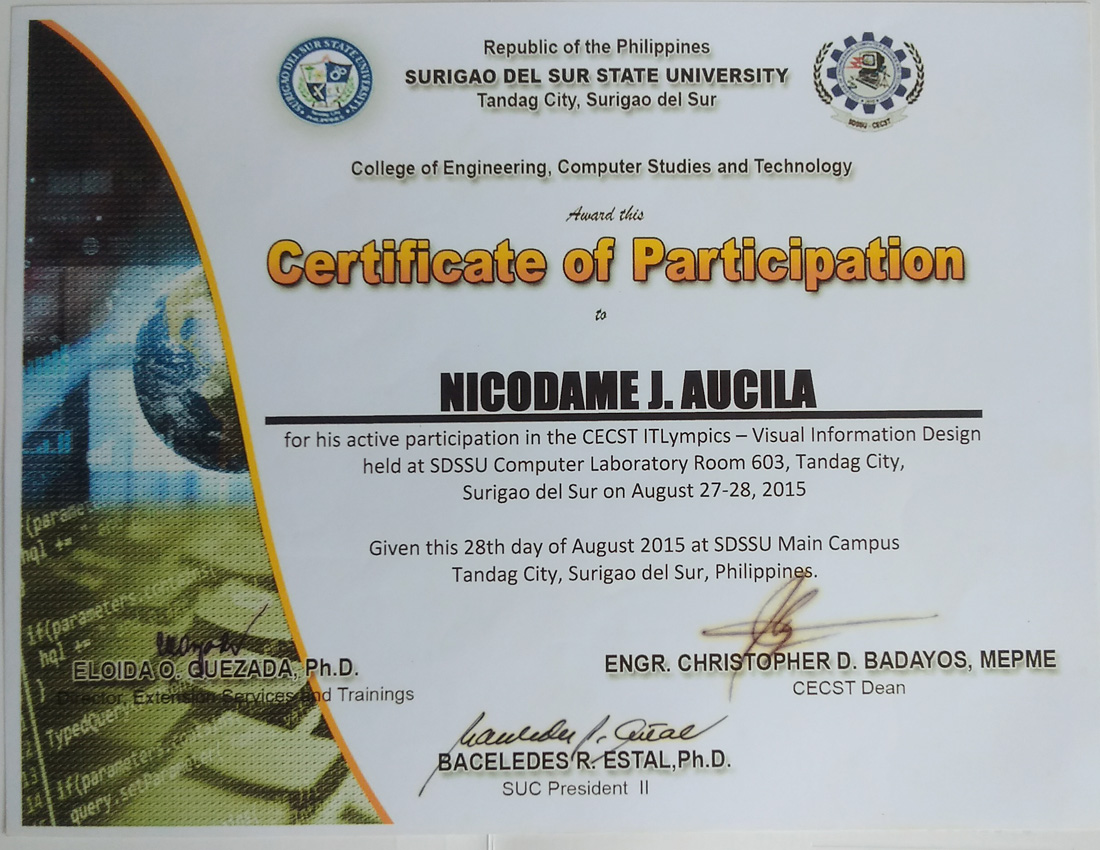 Republic of the Philippines
SURIGAO DEL SUR STATE UNIVERSITY
Tandag City, Surigao del Sur
SURIGAO DEL SUR STATE UNIVERSITY
SDSSU - CECST
College of Engineering, Computer Studies and Technology
Award this
Certificate of Participation
to
NICODAME J. AUCILA
for his active participation in the CECST ITLympics – Visual Information Design
held at SDSSU Computer Laboratory Room 603, Tandag City,
Surigao del Sur on August 27-28, 2015
Given this 28th day of August 2015 at SDSSU Main Campus
Tandag City, Surigao del Sur, Philippines.
ELOIDA O. QUEZADA, Ph.D.
Director, Extension Services and Trainings
ENGR. CHRISTOPHER D. BADAYOS, MEPME
CECST Dean
BACELEDES R. ESTAL,Ph.D.
SUC President II
if(parameters
hql +=
}
TypedQuery
if(parameters
query.setParameter